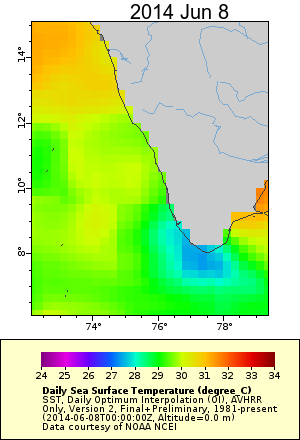 2014 Jun 8
14°
12°
10°
8°
74°
76°
78°
24 25 26 27 28 29 30 31 32 33 34
Daily Sea Surface Temperature (degree_C)
SST, Daily Optimum Interpolation (OI), AVHRR
Only, Version 2, Final+Preliminary, 1981-present
(2014-06-08T00:00:00Z, Altitude=0.0 m)
Data courtesy of NOAA NCEI